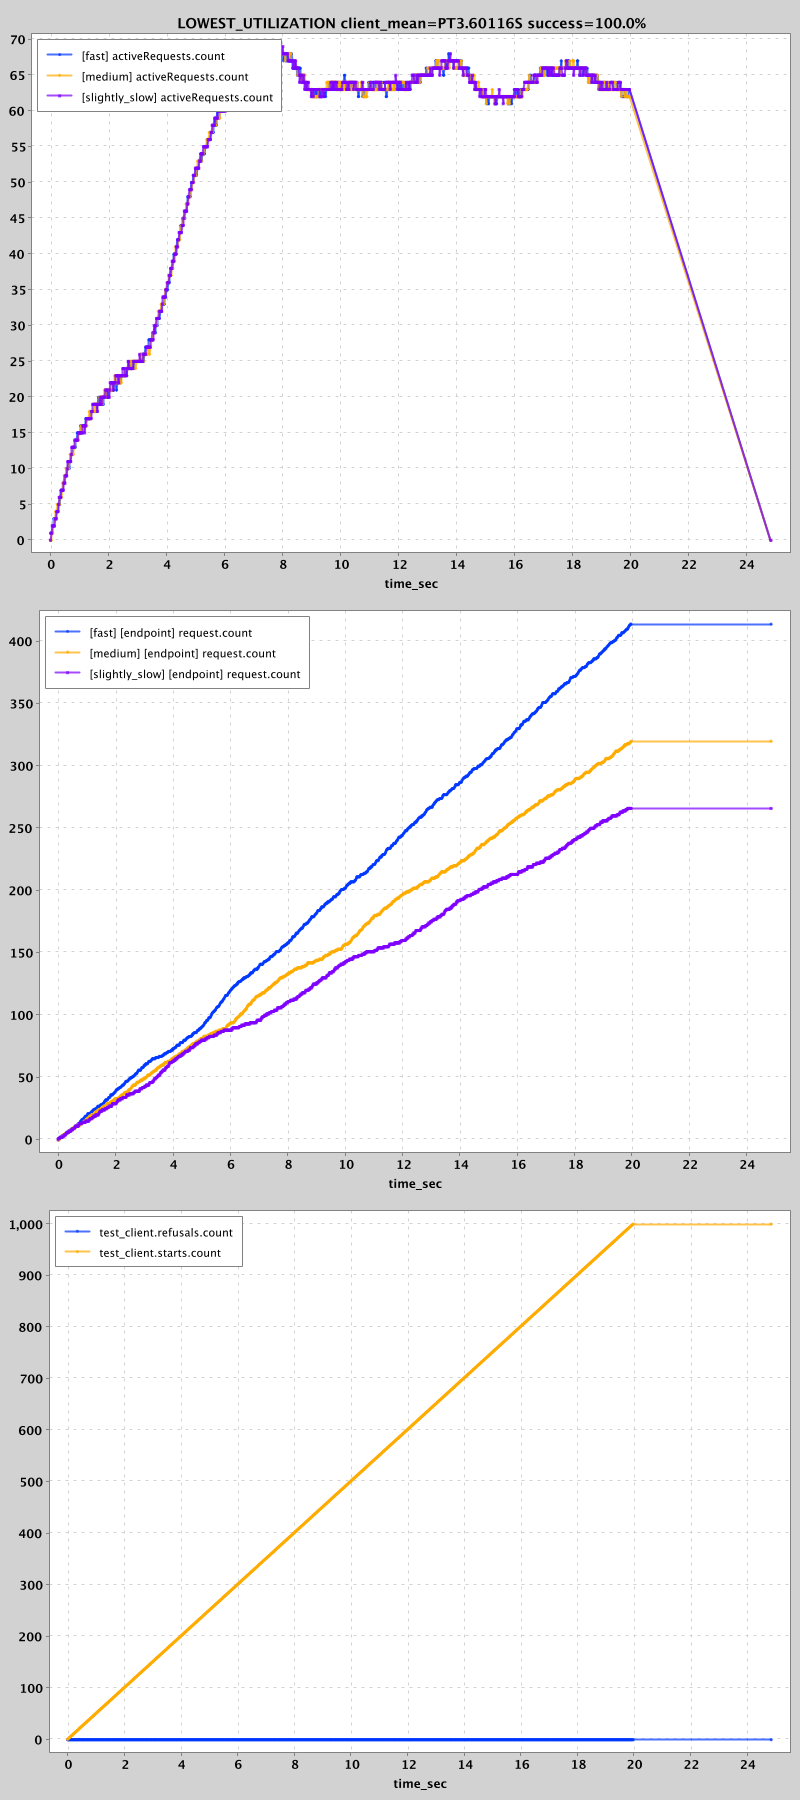 LOWEST_UTILIZATION client_mean=PT3.60116S success=100.0%
[fast] activeRequests.count
[medium] activeRequests.count
[slightly_slow] activeRequests.count
70
65
60
55
50
45
40
35
30
25
20
15
10
5
0
0 2 4 6 8 10 12 14 16 18 20 22 24
time_sec
[fast] [endpoint] request.count
[medium] [endpoint] request.count
[slightly_slow] [endpoint] request.count
400
350
300
250
200
150
100
50
0
0 2 4 6 8 10 12 14 16 18 20 22 24
time_sec
test_client.refusals.count
test_client.starts.count
1,000
900
800
700
600
500
400
300
200
100
0
0 2 4 6 8 10 12 14 16 18 20 22 24
time_sec